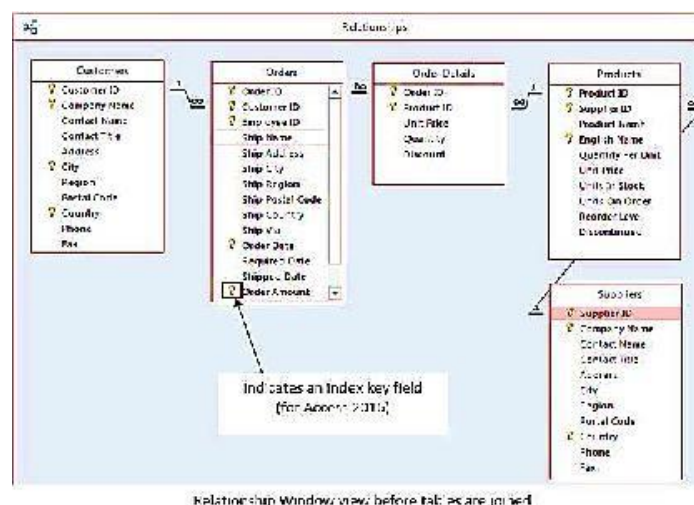 Relationships
Customers
Customer ID
Company Name
Contact Name
Contact Title
Address
City
Region
Postal Code
Country
Phone
Fax
Orders
Order ID
Customer ID
Employee ID
Ship Name
Ship Address
Ship City
Ship Region
Ship Postal Code
Ship Country
Ship Via
Order Date
Required Date
Shipped Date
Order Amount
Order Details
Order ID
Product ID
Unit Price
Quantity
Discount
Products
Product ID
Supplier ID
Product Name
English Name
Quantity Per Unit
Unit Price
Units In Stock
Units On Order
Reorder Level
Discontinued
Suppliers
Supplier ID
Company Name
Contact Name
Contact Title
Address
City
Region
Postal Code
Country
Phone
Fax
indicates an index key field
(for Access 2016)
Relationship Window view before tables are joined